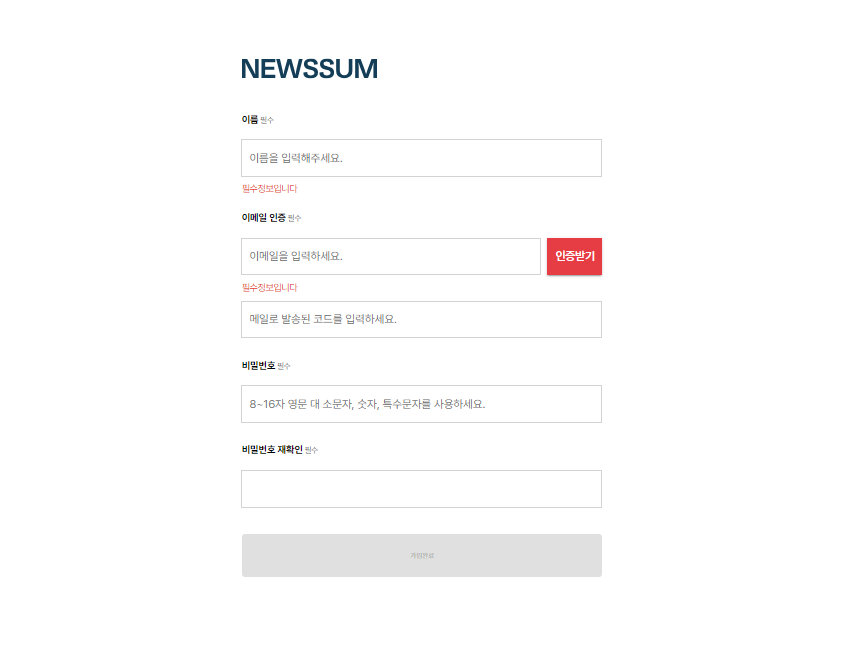 NEWSSUM
이름 필수
이름을 입력해주세요.
필수정보입니다
이메일 인증 필수
이메일을 입력하세요.
인증받기
필수정보입니다
메일로 발송된 코드를 입력하세요.
비밀번호 필수
8~16자 영문 대 소문자, 숫자, 특수문자를 사용하세요.
비밀번호 재확인 필수
가입완료